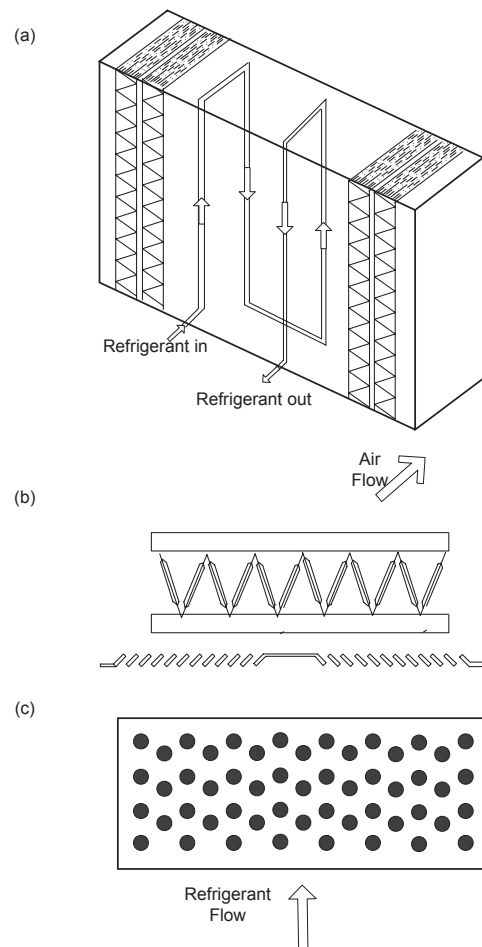 (a)
Refrigerant in
Refrigerant out
Air
Flow
(b)
(c)
Refrigerant
Flow